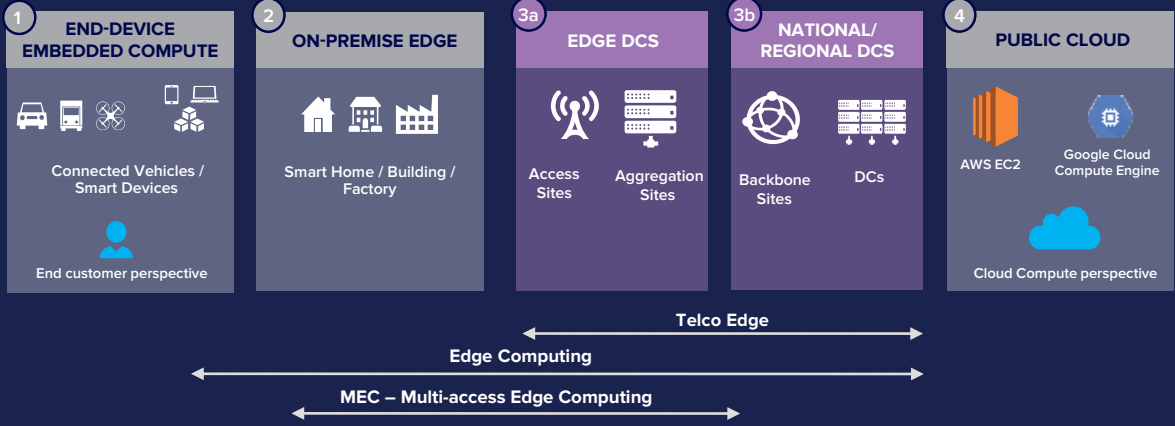 1
END-DEVICE
EMBEDDED COMPUTE
Connected Vehicles /
Smart Devices
End customer perspective
2
ON-PREMISE EDGE
Smart Home / Building /
Factory
3a
EDGE DCS
Access
Sites
Aggregation
Sites
3b
NATIONAL/
REGIONAL DCS
Backbone
Sites
DCs
4
PUBLIC CLOUD
AWS EC2
Google Cloud
Compute Engine
Cloud Compute perspective
Telco Edge
Edge Computing
MEC – Multi-access Edge Computing